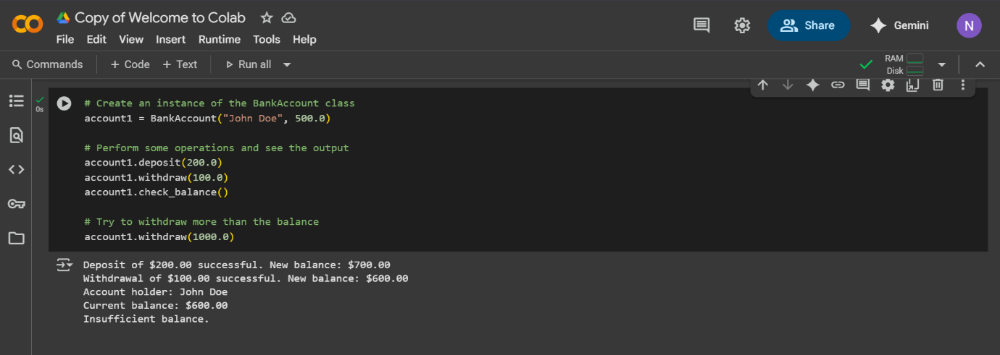 Copy of Welcome to Colab
File Edit View Insert Runtime Tools Help
Share
Gemini
N
Commands + Code + Text Run all
RAM
Disk
0s
# Create an instance of the BankAccount class
account1 = BankAccount("John Doe", 500.0)
# Perform some operations and see the output
account1.deposit(200.0)
account1.withdraw(100.0)
account1.check_balance()
# Try to withdraw more than the balance
account1.withdraw(1000.0)
Deposit of $200.00 successful. New balance: $700.00
Withdrawal of $100.00 successful. New balance: $600.00
Account holder: John Doe
Current balance: $600.00
Insufficient balance.